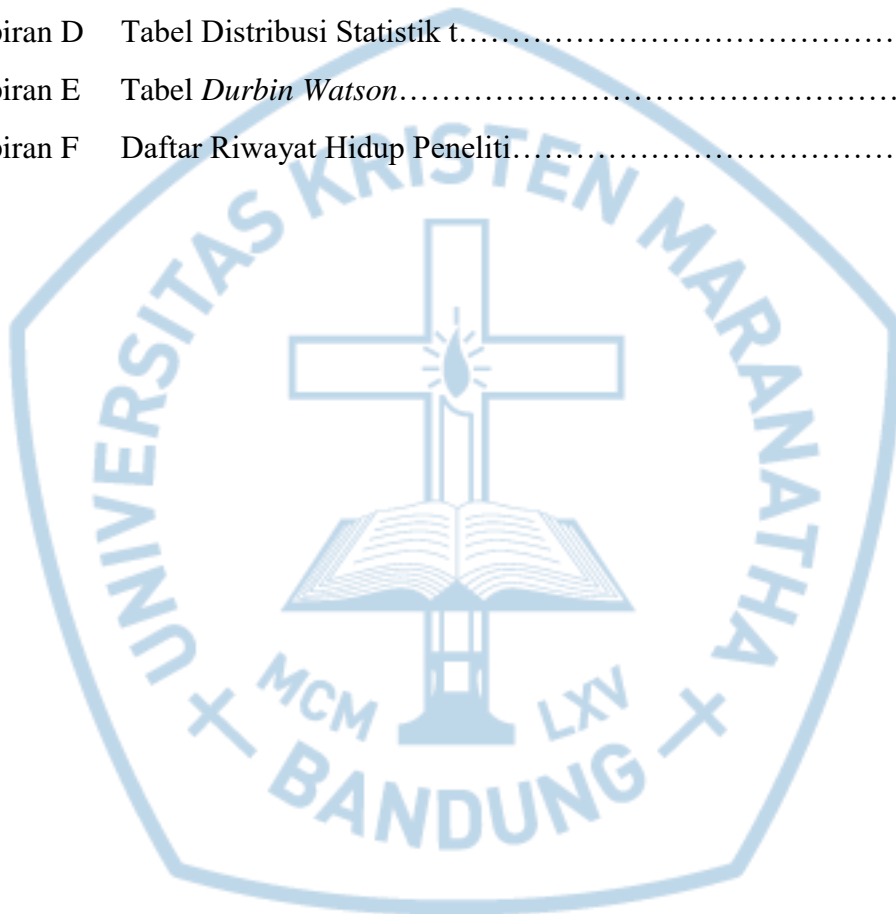 piran D Tabel Distribusi Statistik t……………………………………
piran E Tabel Durbin Watson…………………………………………
piran F Daftar Riwayat Hidup Peneliti………………………………
UNIVERSITAS KRISTEN MARANATHA
MCM LXV
BANDUNG